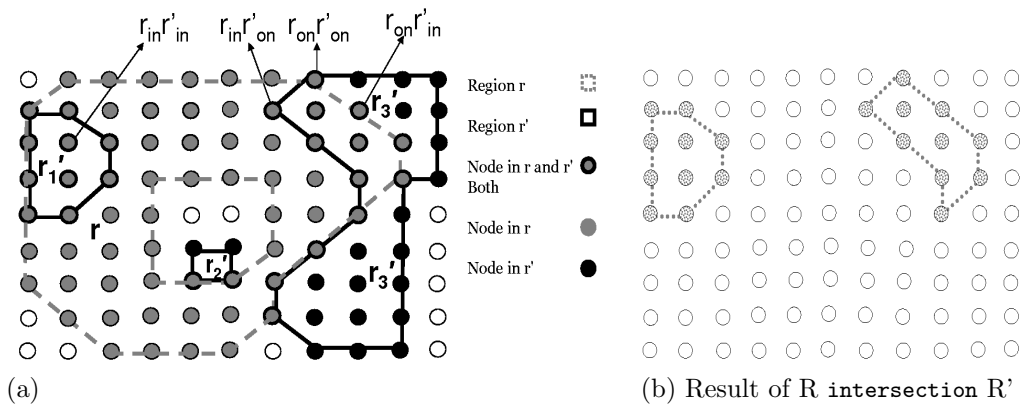 r_in r'_in r_in r'_on r_on r'_on r_on r'_in
r_3'
r_1'
r
r_2'
r_3'
Region r
Region r'
Node in r and r'
Both
Node in r
Node in r'
(a)
(b) Result of R intersection R'